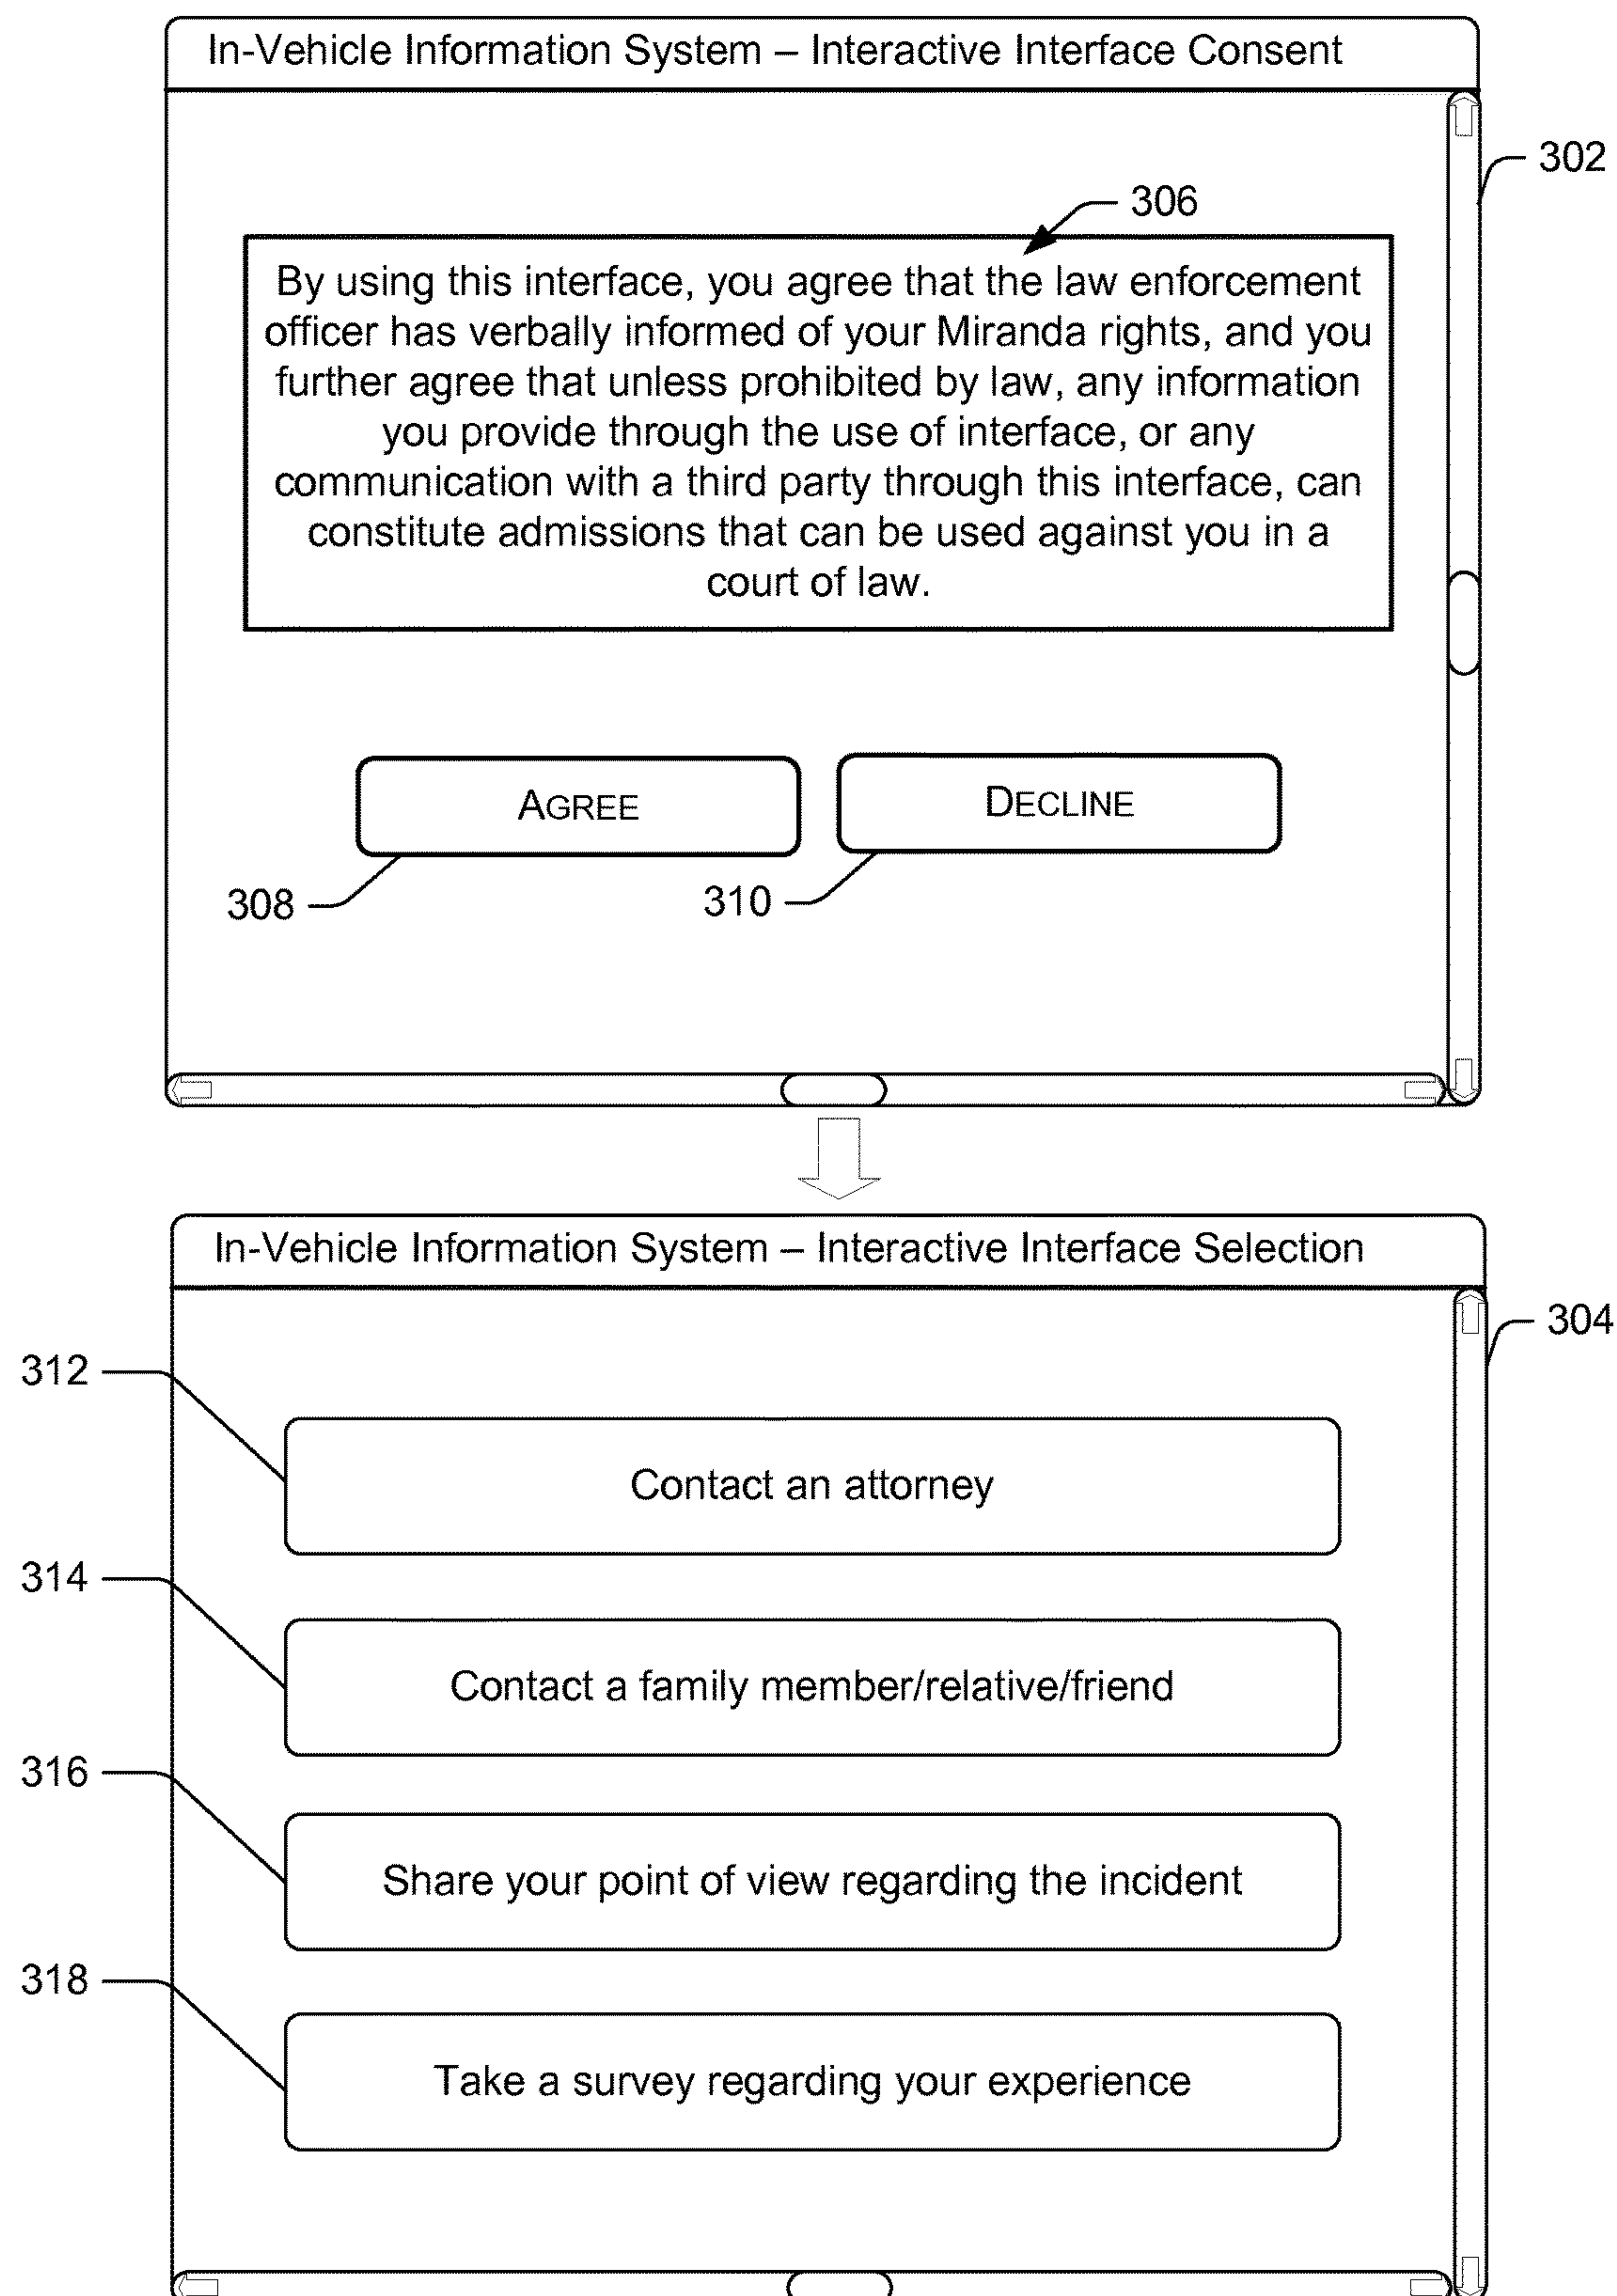 In-Vehicle Information System – Interactive Interface Consent
302
306
By using this interface, you agree that the law enforcement
officer has verbally informed of your Miranda rights, and you
further agree that unless prohibited by law, any information
you provide through the use of interface, or any
communication with a third party through this interface, can
constitute admissions that can be used against you in a
court of law.
AGREE
DECLINE
308
310
In-Vehicle Information System – Interactive Interface Selection
304
312
Contact an attorney
314
Contact a family member/relative/friend
316
Share your point of view regarding the incident
318
Take a survey regarding your experience